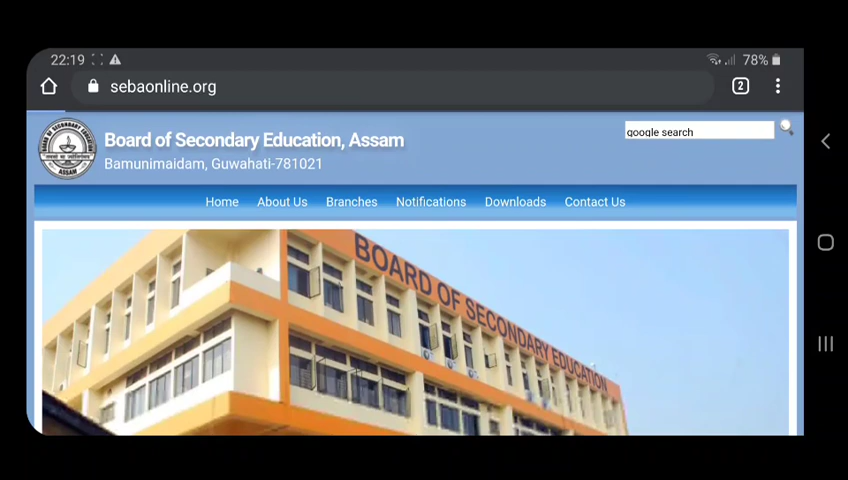 22:19
78%
sebaonline.org
2
Board of Secondary Education, Assam
Bamunimaidam, Guwahati-781021
google search
Home About Us Branches Notifications Downloads Contact Us
BOARD OF SECONDARY EDUCATION